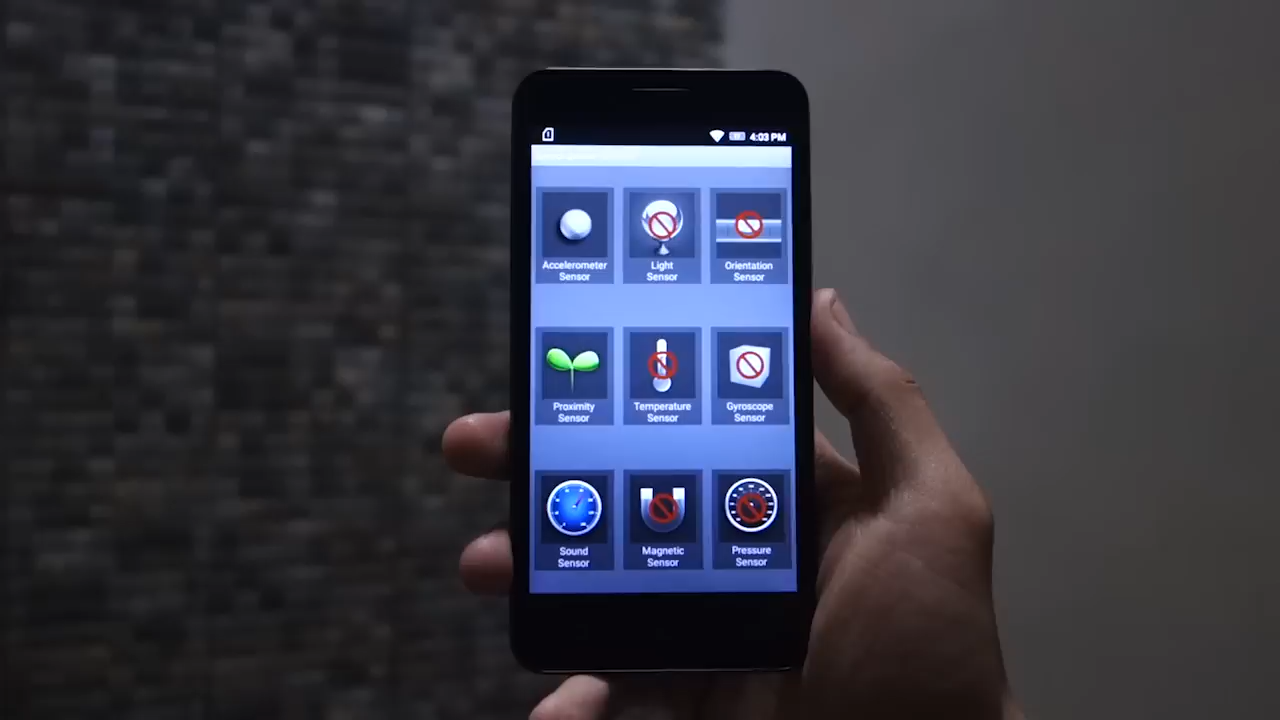 4:03 PM
Accelerometer
Sensor
Light
Sensor
Orientation
Sensor
Proximity
Sensor
Temperature
Sensor
Gyroscope
Sensor
Sound
Sensor
Magnetic
Sensor
Pressure
Sensor